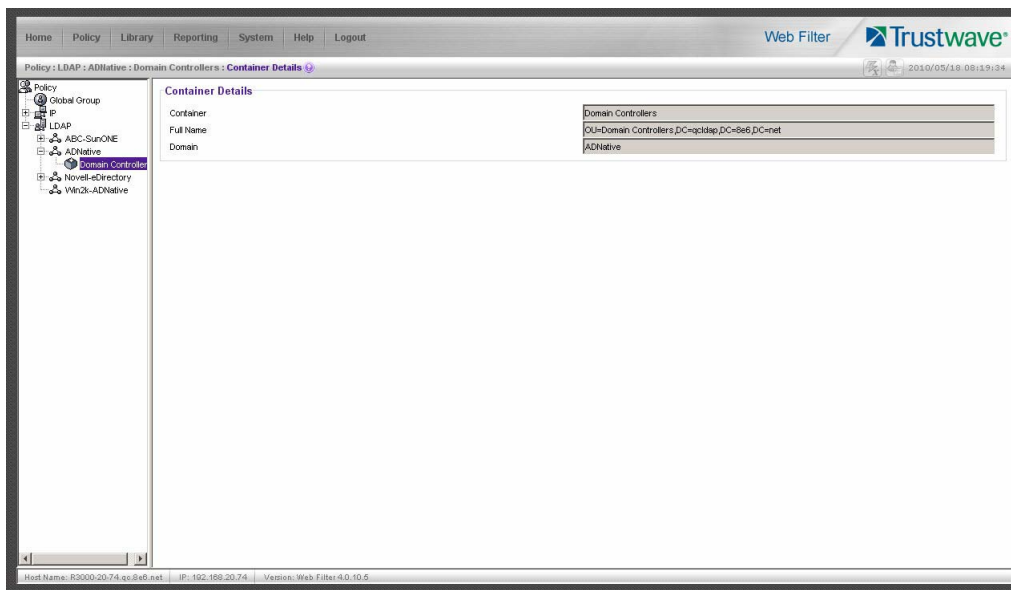 Home Policy Library Reporting System Help Logout
Web Filter
Trustwave®
Policy : LDAP : ADNative : Domain Controllers : Container Details
2010/05/18 08:19:34
Policy
Global Group
IP
LDAP
ABC-SunONE
ADNative
Domain Controller
Novell-eDirectory
Win2k-ADNative
Container Details
Container Domain Controllers
Full Name OU=Domain Controllers,DC=qcldap,DC=8e6,DC=net
Domain ADNative
Host Name: R3000-20-74.qc.8e6.net IP: 192.168.20.74 Version: Web Filter 4.0.10.5